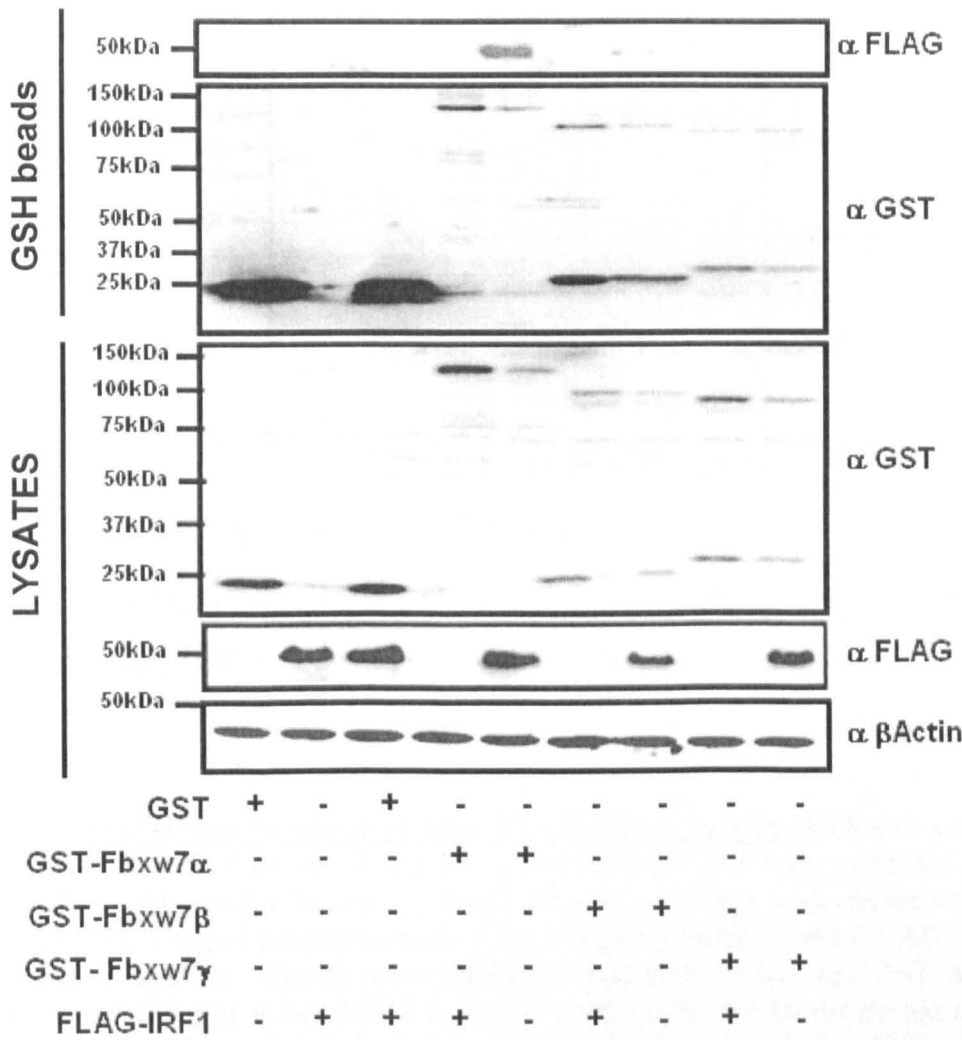 GSH beads
50kDa
α FLAG
150kDa
100kDa
75kDa
50kDa
37kDa
25kDa
α GST
LYSATES
150kDa
100kDa
75kDa
50kDa
37kDa
25kDa
α GST
50kDa
α FLAG
50kDa
α βActin
GST + - + - - - - - -
GST-Fbxw7α - - - + + - - - -
GST-Fbxw7β - - - - - + + - -
GST- Fbxw7γ - - - - - - - + +
FLAG-IRF1 - + + + - + - + -